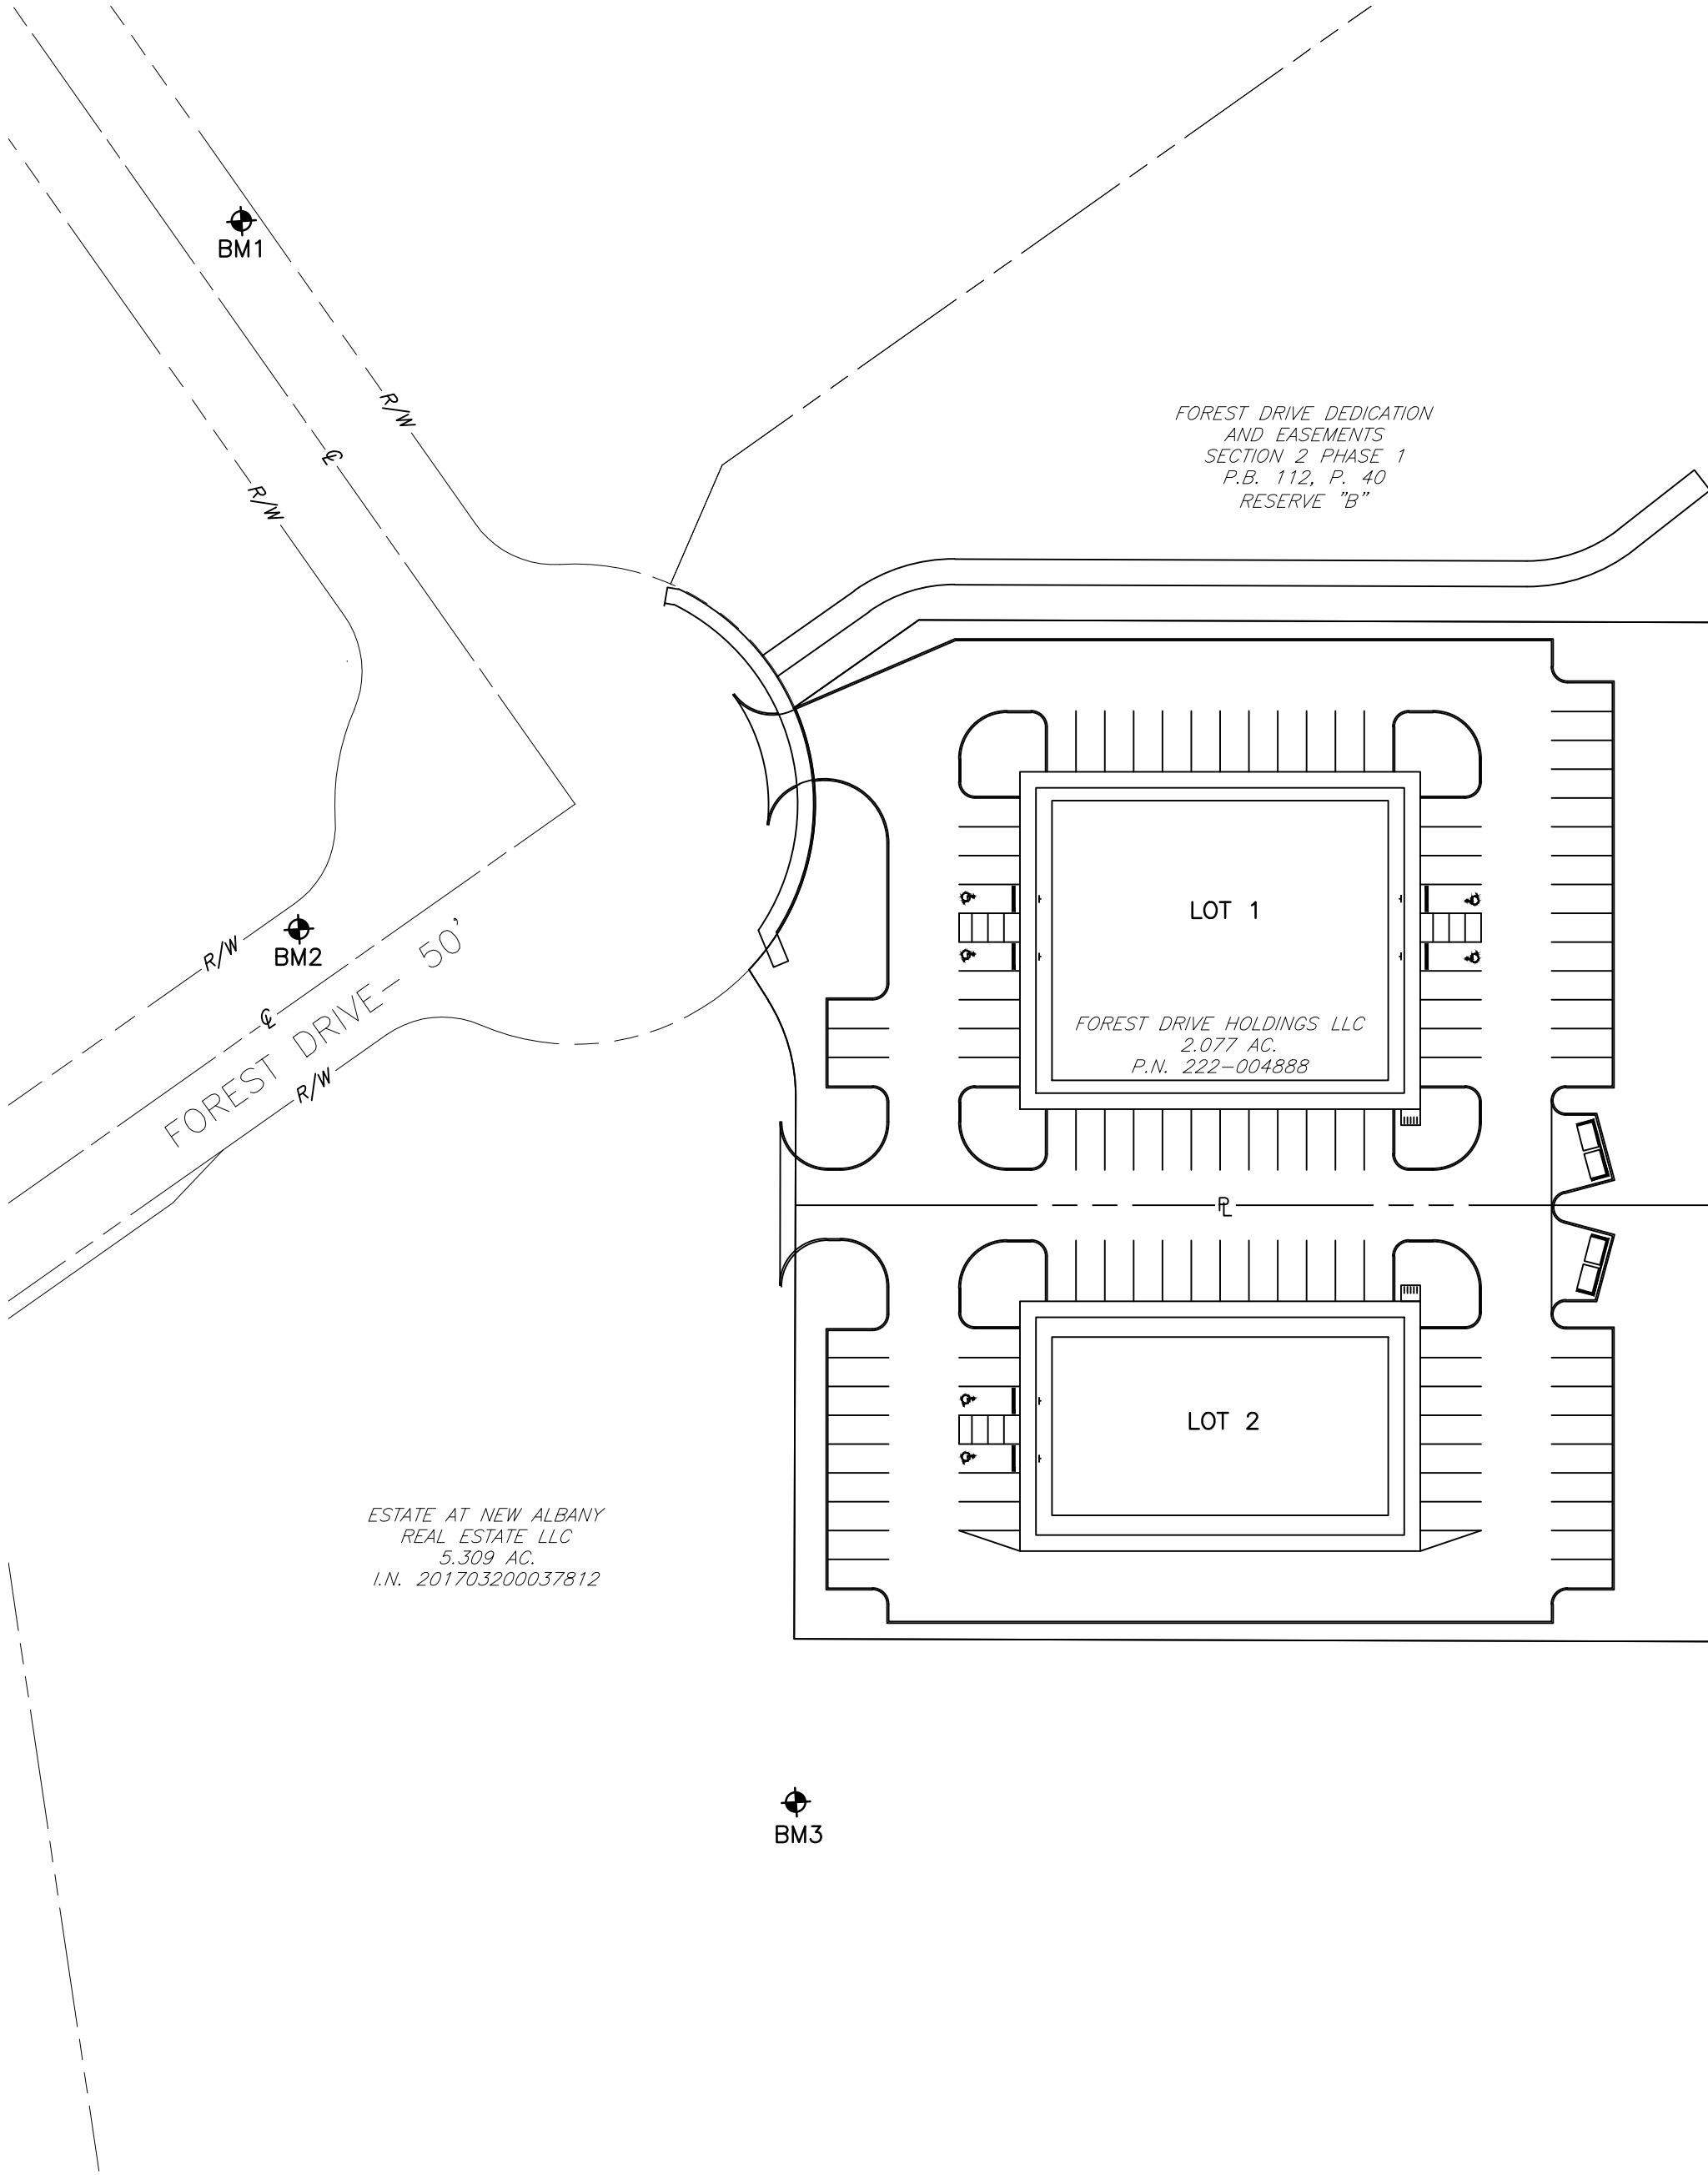 BM1
R/W
℄
R/W
FOREST DRIVE DEDICATION
AND EASEMENTS
SECTION 2 PHASE 1
P.B. 112, P. 40
RESERVE "B"
LOT 1
R/W
BM2
℄
FOREST DRIVE - 50'
R/W
FOREST DRIVE HOLDINGS LLC
2.077 AC.
P.N. 222-004888
PL
LOT 2
ESTATE AT NEW ALBANY
REAL ESTATE LLC
5.309 AC.
I.N. 201703200037812
BM3